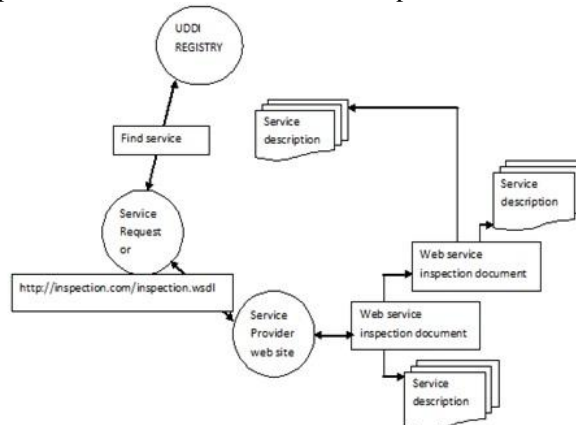 UDDI
REGISTRY
Find service
Service
description
Service
description
Service
Request
or
Web service
inspection document
http://inspection.com/inspection.wsdl
Service
Provider
web site
Web service
inspection document
Service
description